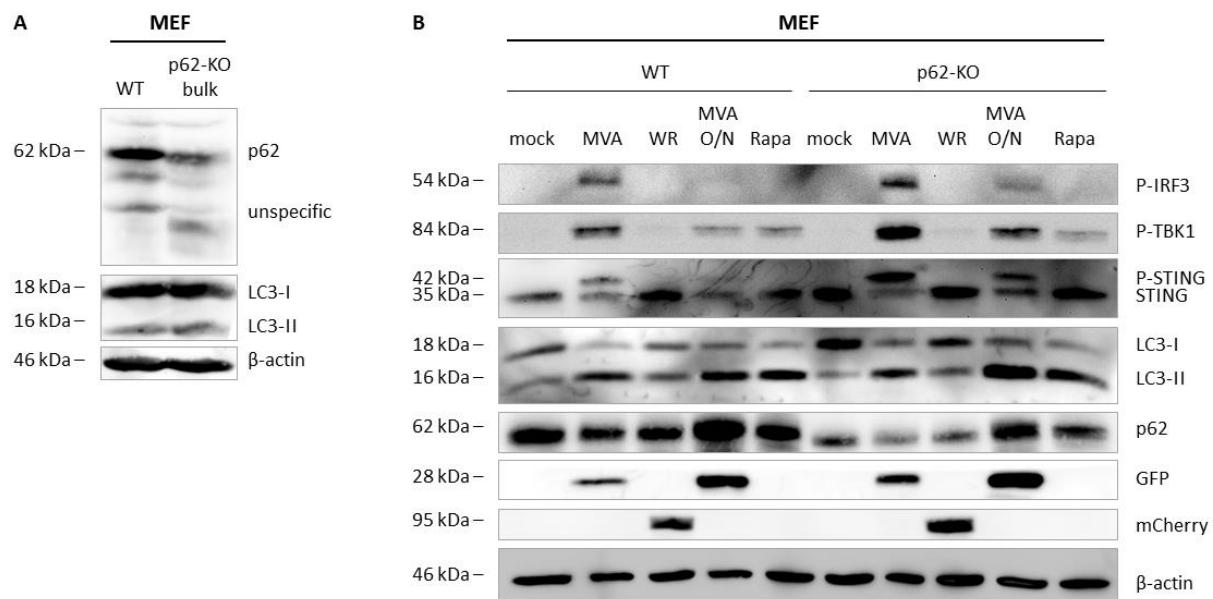 A
MEF
WT
p62-KO
bulk
62 kDa –
p62
unspecific
18 kDa –
LC3-I
16 kDa –
LC3-II
46 kDa –
β-actin
B
MEF
WT
p62-KO
mock MVA WR MVA O/N Rapa mock MVA WR MVA O/N Rapa
54 kDa –
P-IRF3
84 kDa –
P-TBK1
42 kDa –
P-STING
35 kDa –
STING
18 kDa –
LC3-I
16 kDa –
LC3-II
62 kDa –
p62
28 kDa –
GFP
95 kDa –
mCherry
46 kDa –
β-actin